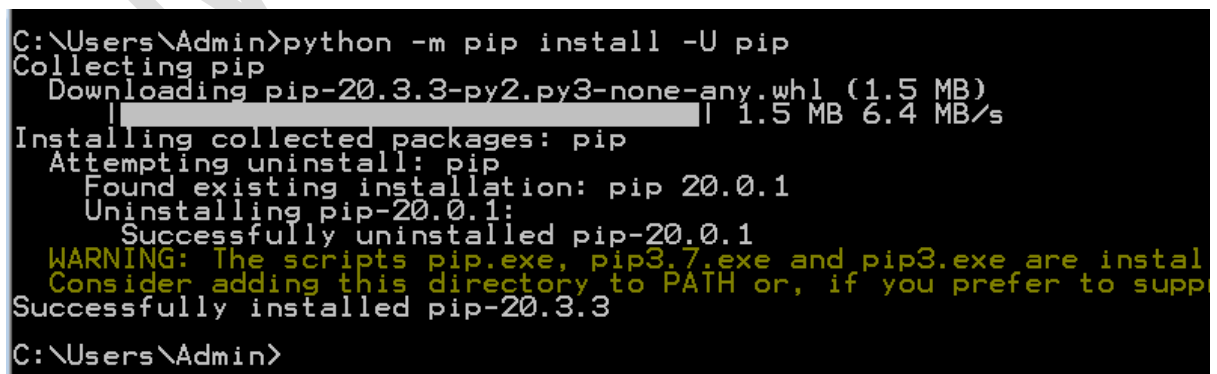 C:\Users\Admin>python -m pip install -U pip
Collecting pip
  Downloading pip-20.3.3-py2.py3-none-any.whl (1.5 MB)
     |████████████████████████████████| 1.5 MB 6.4 MB/s
Installing collected packages: pip
  Attempting uninstall: pip
    Found existing installation: pip 20.0.1
    Uninstalling pip-20.0.1:
      Successfully uninstalled pip-20.0.1
  WARNING: The scripts pip.exe, pip3.7.exe and pip3.exe are instal
  Consider adding this directory to PATH or, if you prefer to supp
Successfully installed pip-20.3.3
C:\Users\Admin>